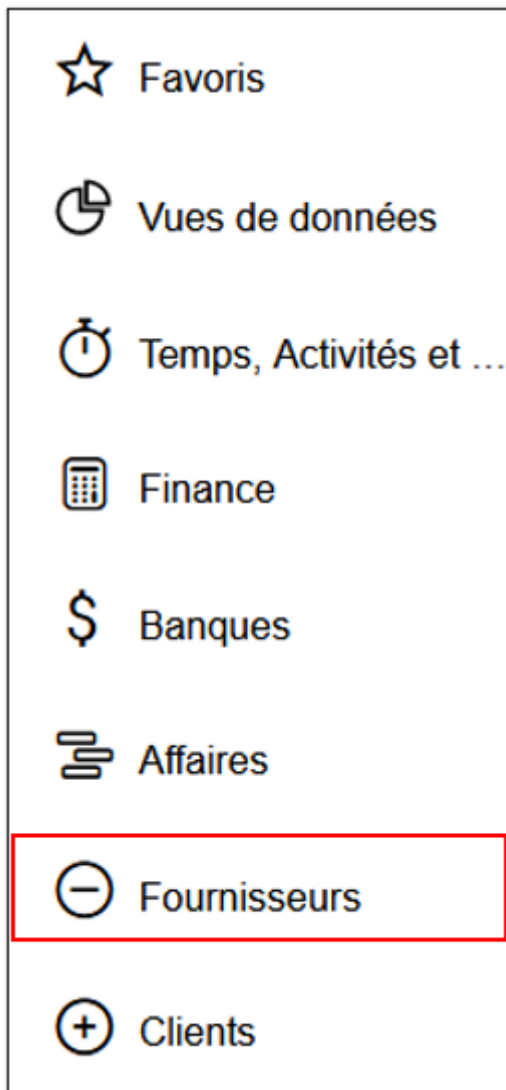 Favoris
Vues de données
Temps, Activités et ...
Finance
Banques
Affaires
Fournisseurs
Clients